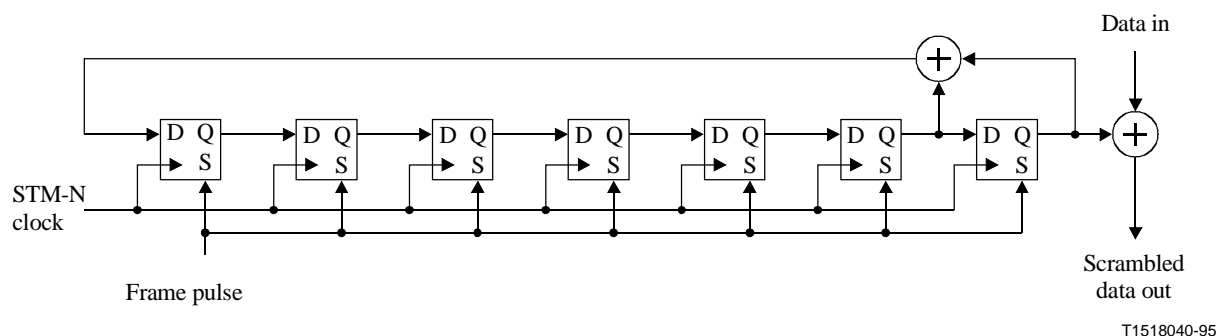 Data in
D Q
S
D Q
S
D Q
S
D Q
S
D Q
S
D Q
S
D Q
S
STM-N
clock
Frame pulse
Scrambled
data out
T1518040-95